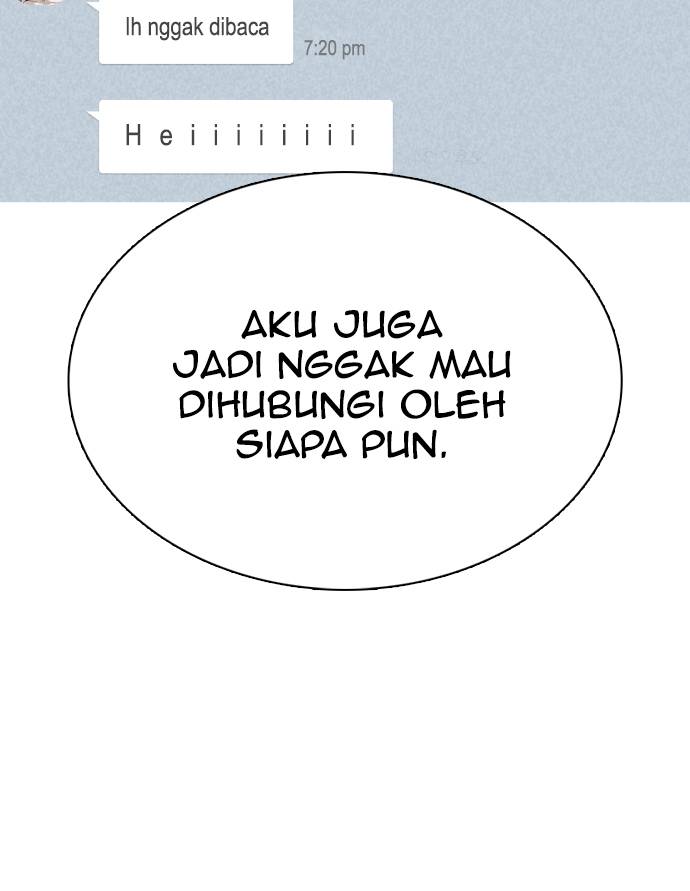 Ih nggak dibaca
7:20 pm
H e i i i i i i i i
AKU JUGA
JADI NGGAK MAU
DIHUBUNGI OLEH
SIAPA PUN.